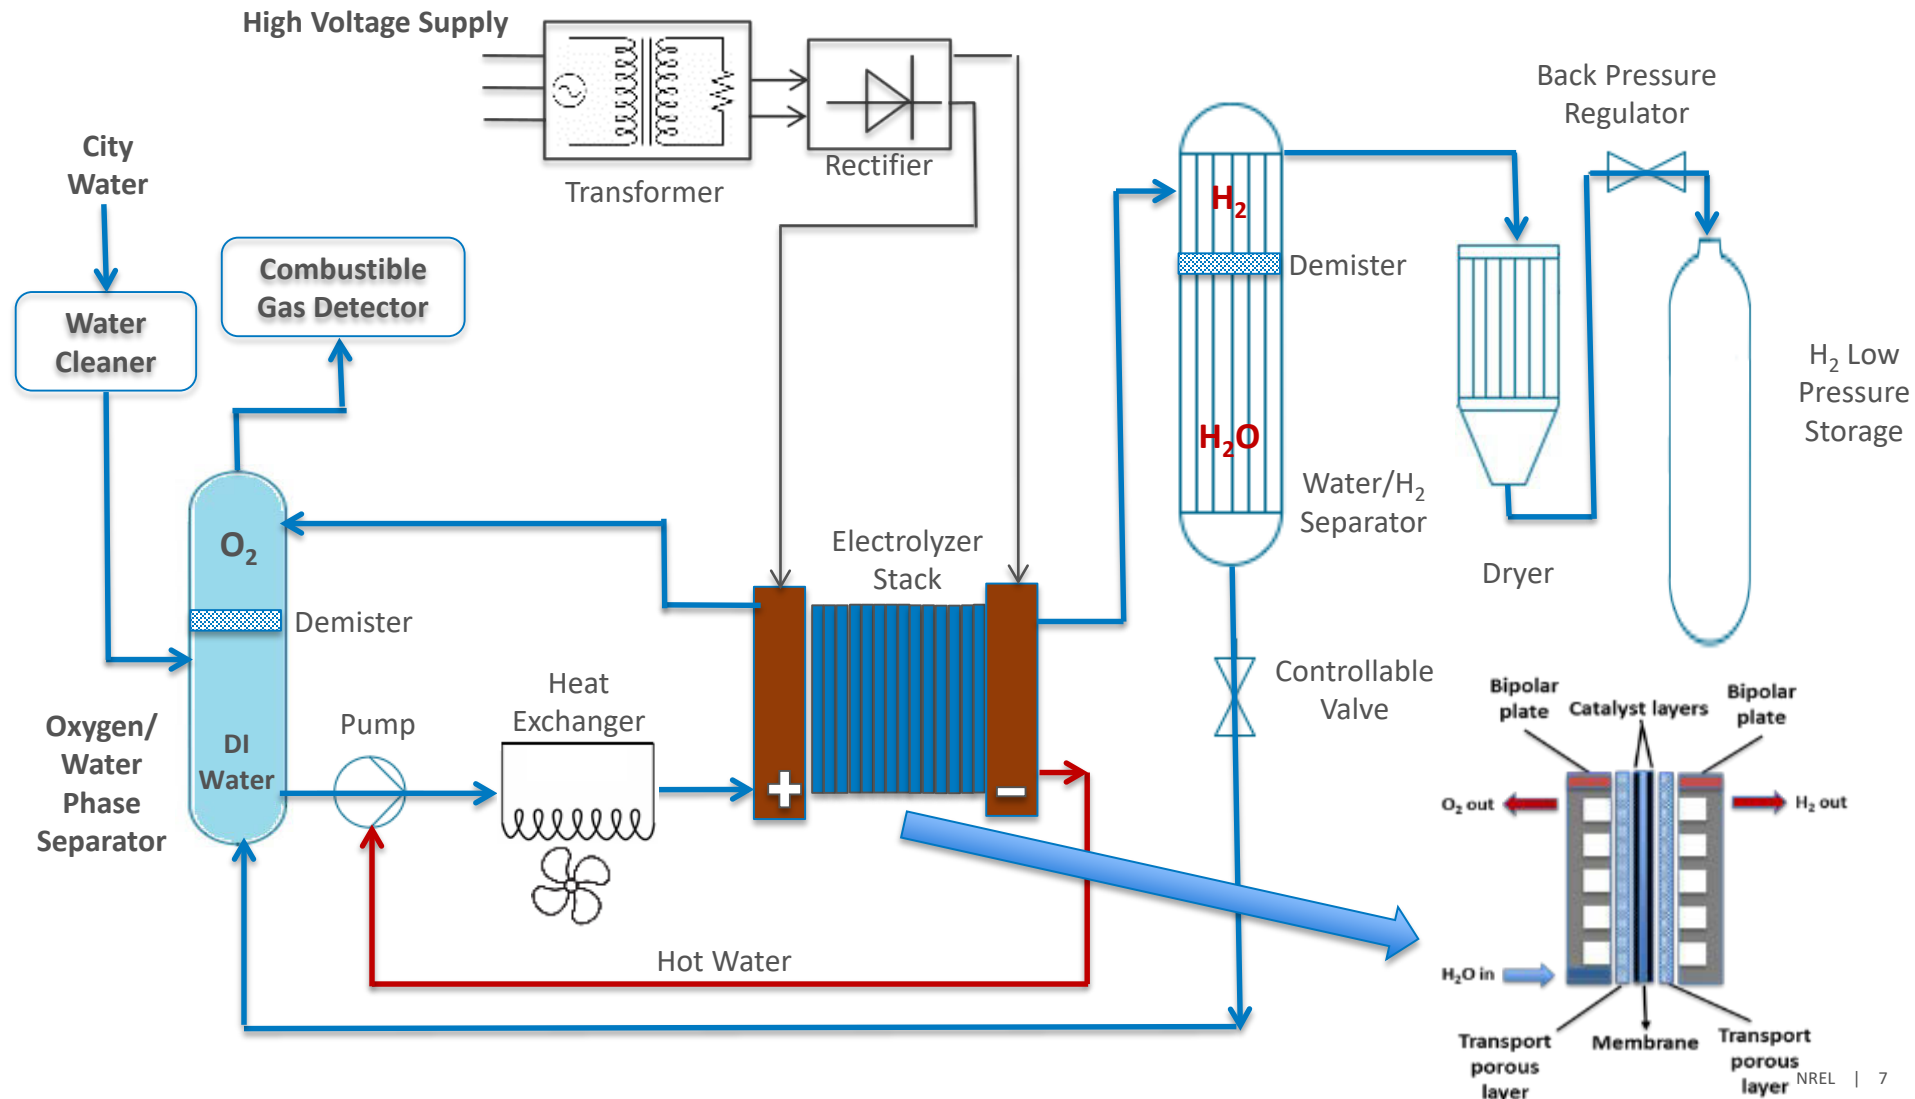 High Voltage Supply
Transformer
Rectifier
City
Water
Water
Cleaner
Combustible
Gas Detector
O₂
Demister
DI
Water
Oxygen/
Water
Phase
Separator
Pump
Heat
Exchanger
Electrolyzer
Stack
Hot Water
H₂
Demister
H₂O
Water/H₂
Separator
Controllable
Valve
Dryer
Back Pressure
Regulator
H₂ Low
Pressure
Storage
Bipolar
plate
Catalyst layers
Bipolar
plate
O₂ out
H₂ out
H₂O in
Transport
porous
layer
Membrane
Transport
porous
layer
NREL | 7